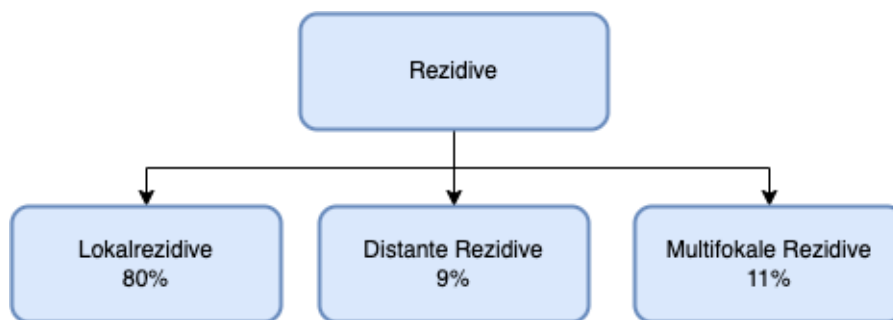 Rezidive
Lokalrezidive
80%
Distante Rezidive
9%
Multifokale Rezidive
11%